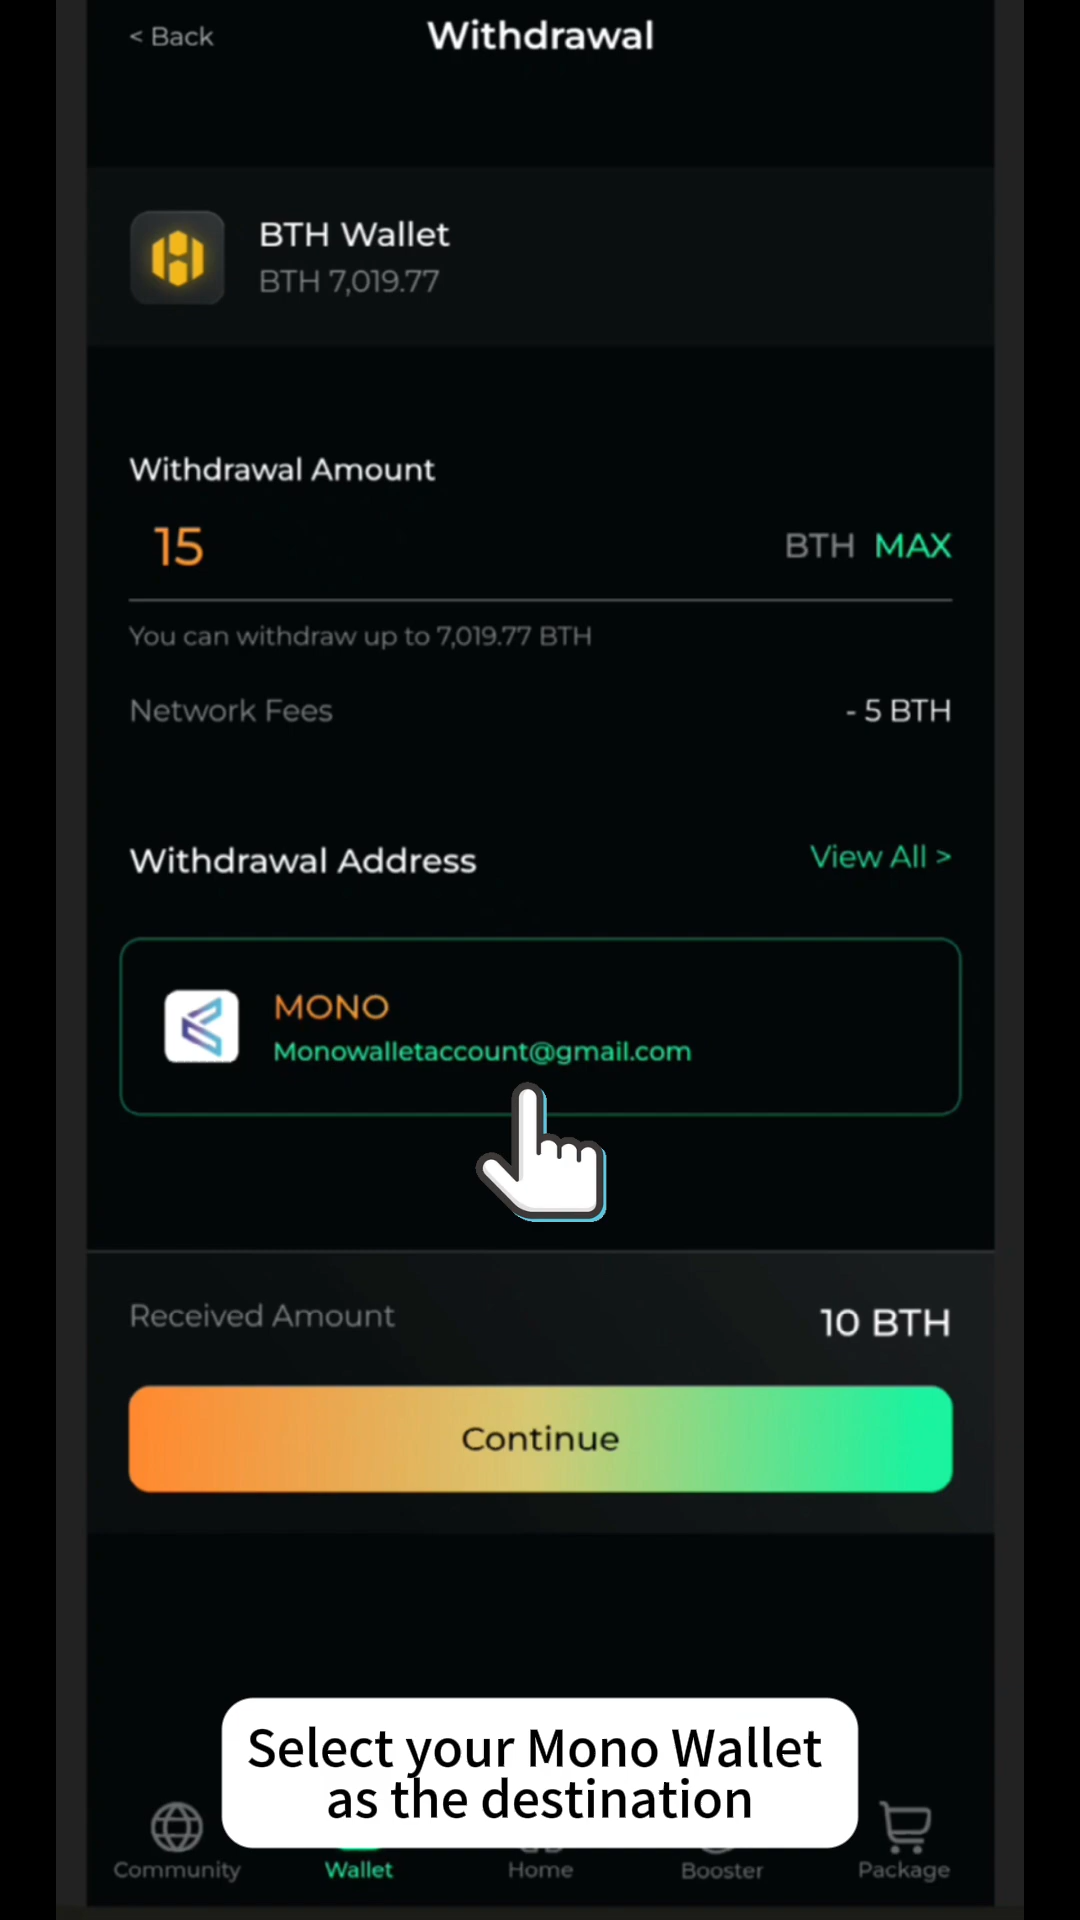 < Back
Withdrawal
BTH Wallet
BTH 7,019.77
Withdrawal Amount
15
BTH MAX
You can withdraw up to 7,019.77 BTH
Network Fees
- 5 BTH
Withdrawal Address
View All >
MONO
Monowalletaccount@gmail.com
Received Amount
10 BTH
Continue
Select your Mono Wallet
as the destination
Community
Wallet
Home
Booster
Package